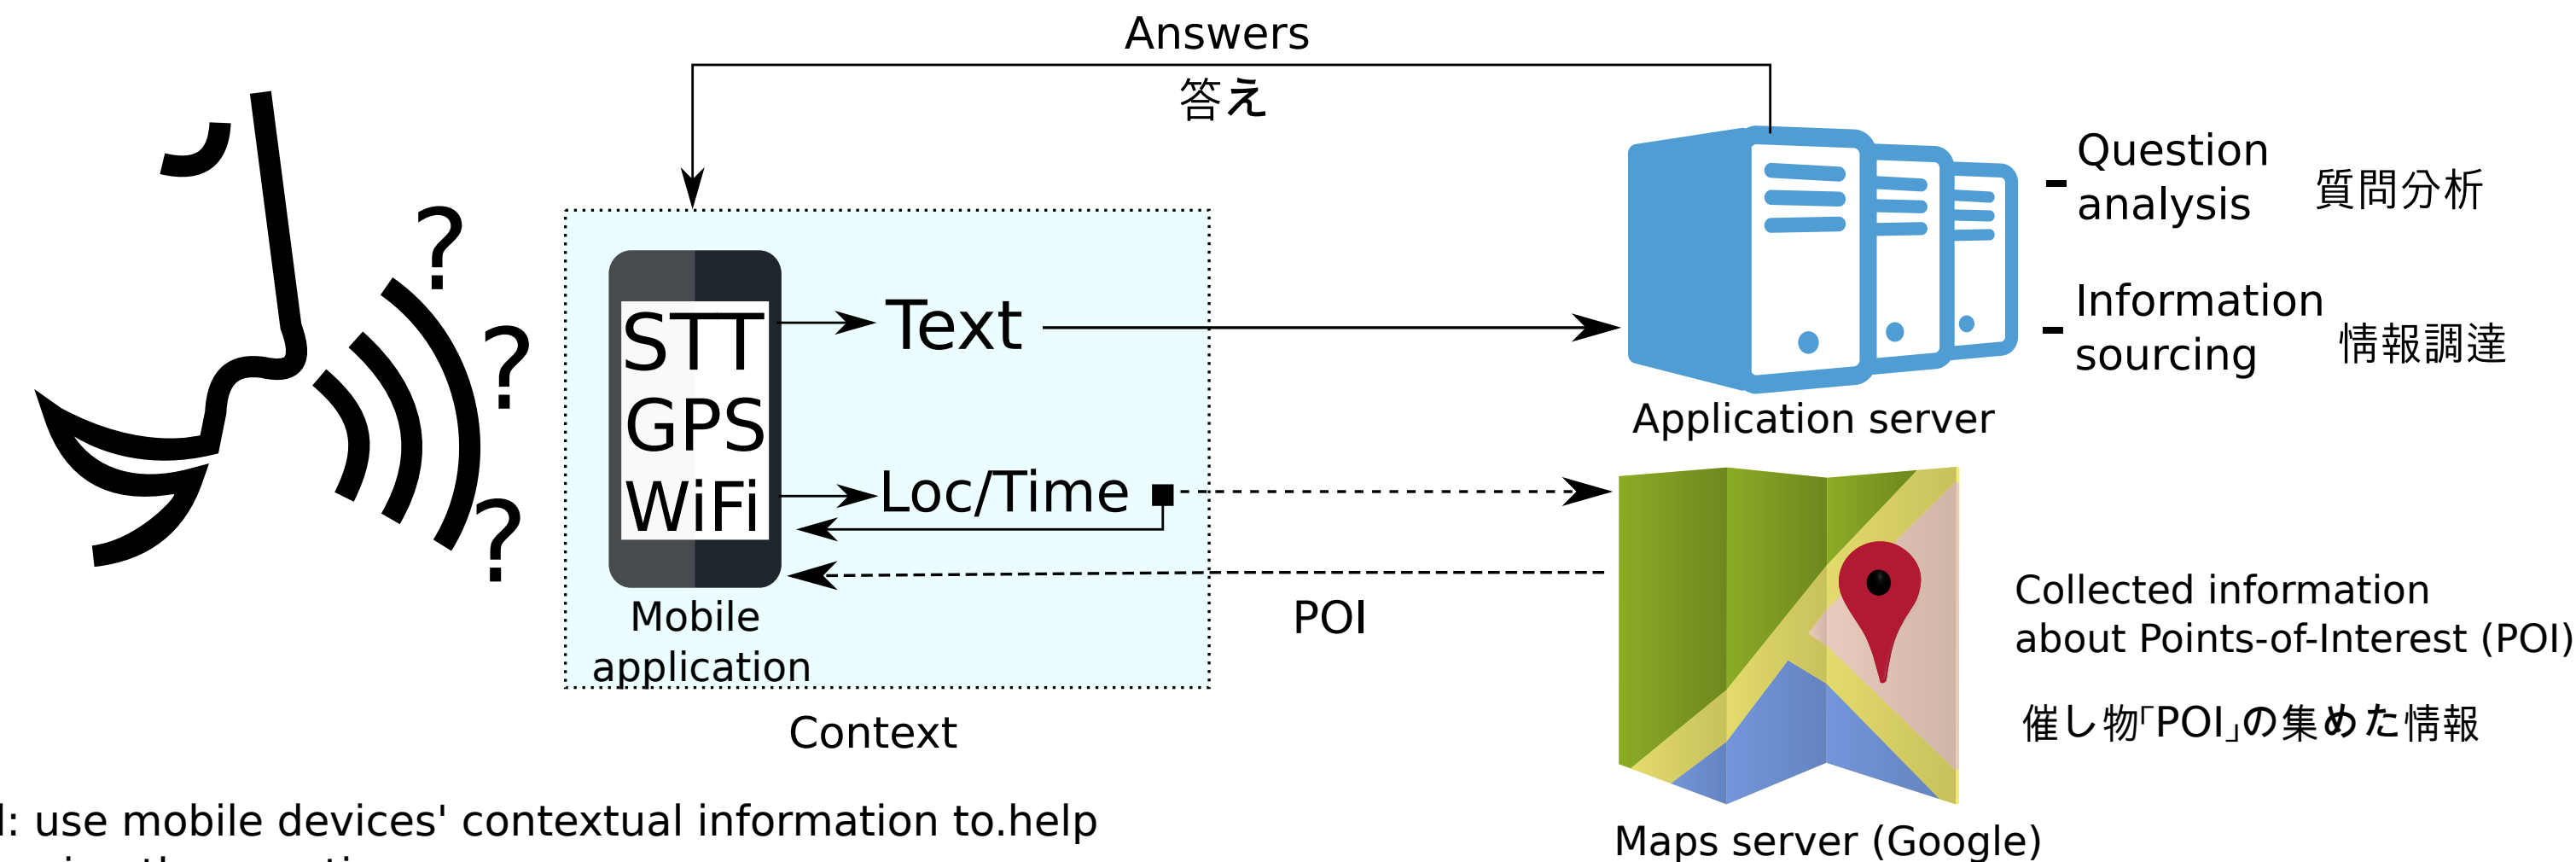 Answers
答え
?
?
?
STT
GPS
WiFi
Text
Loc/Time
Mobile
application
Context
POI
Question
analysis
質問分析
Information
sourcing
情報調達
Application server
Collected information
about Points-of-Interest (POI)
催し物「POI」の集めた情報
Maps server (Google)
: use mobile devices' contextual information to.help